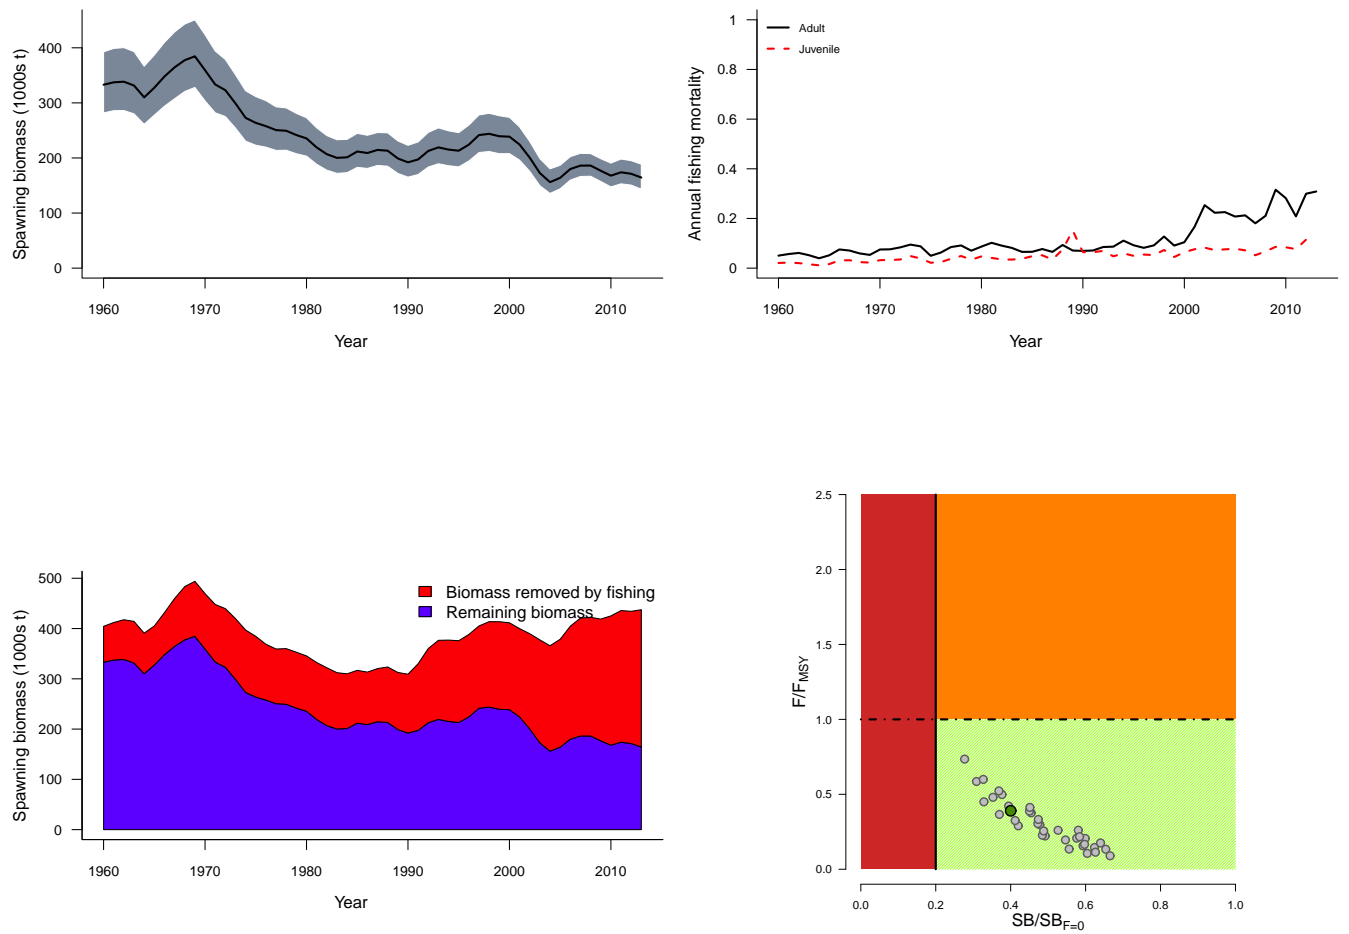 Spawning biomass (1000s t)
400
300
200
100
0
1960 1970 1980 1990 2000 2010
Year
Annual fishing mortality
1
0.8
0.6
0.4
0.2
0
Adult
Juvenile
1960 1970 1980 1990 2000 2010
Year
Spawning biomass (1000s t)
500
400
300
200
100
0
Biomass removed by fishing
Remaining biomass
1960 1970 1980 1990 2000 2010
Year
F/FMSY
2.5
2.0
1.5
1.0
0.5
0.0
0.0 0.2 0.4 0.6 0.8 1.0
SB/SBF=0